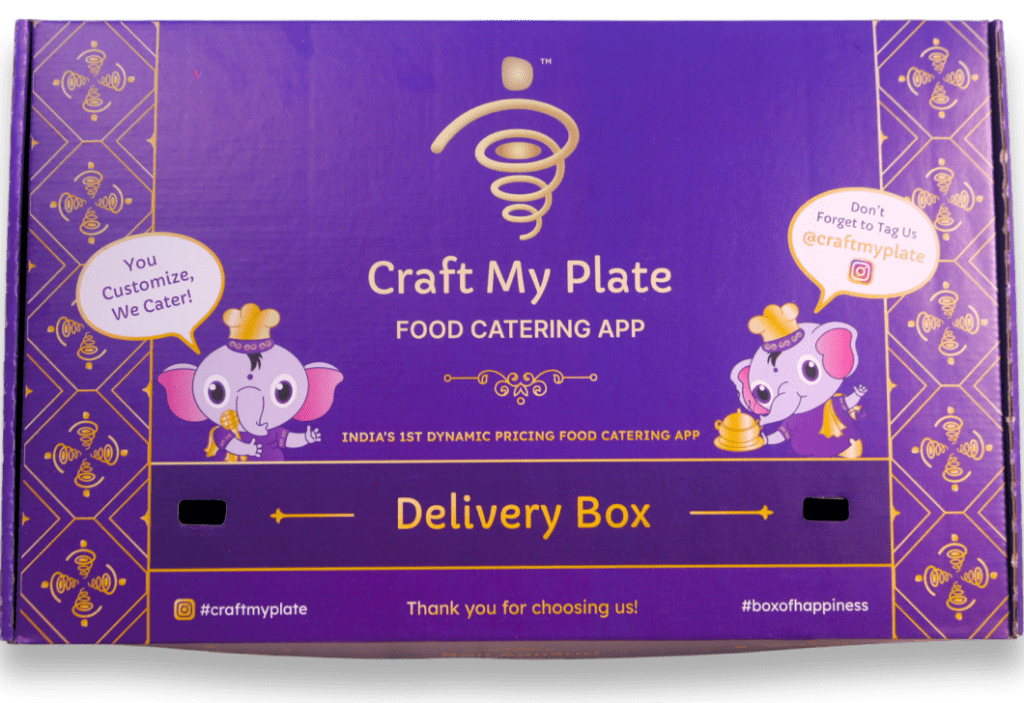 TM
Craft My Plate
FOOD CATERING APP
You
Customize,
We Cater!
Don't
Forget to Tag Us
@craftmyplate
INDIA'S 1ST DYNAMIC PRICING FOOD CATERING APP
Delivery Box
#craftmyplate
Thank you for choosing us!
#boxofhappiness